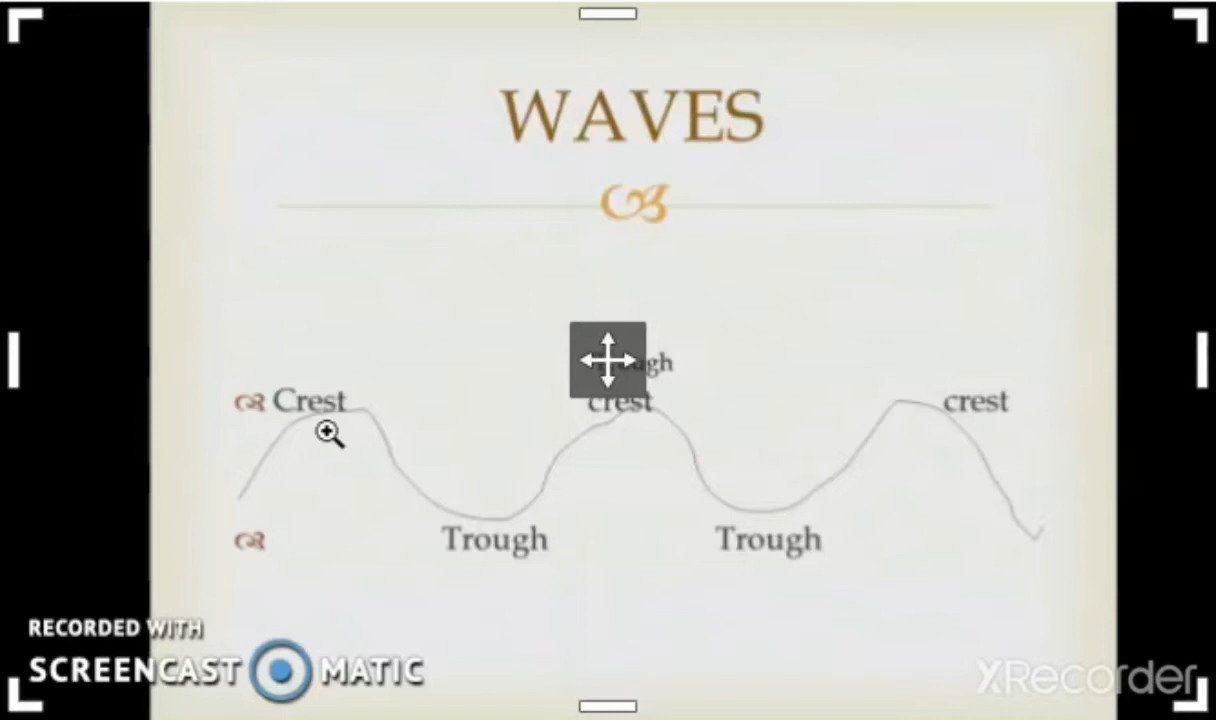 WAVES
Crest
crest
crest
Trough
Trough
RECORDED WITH
SCREENCAST MATIC
XRecorder